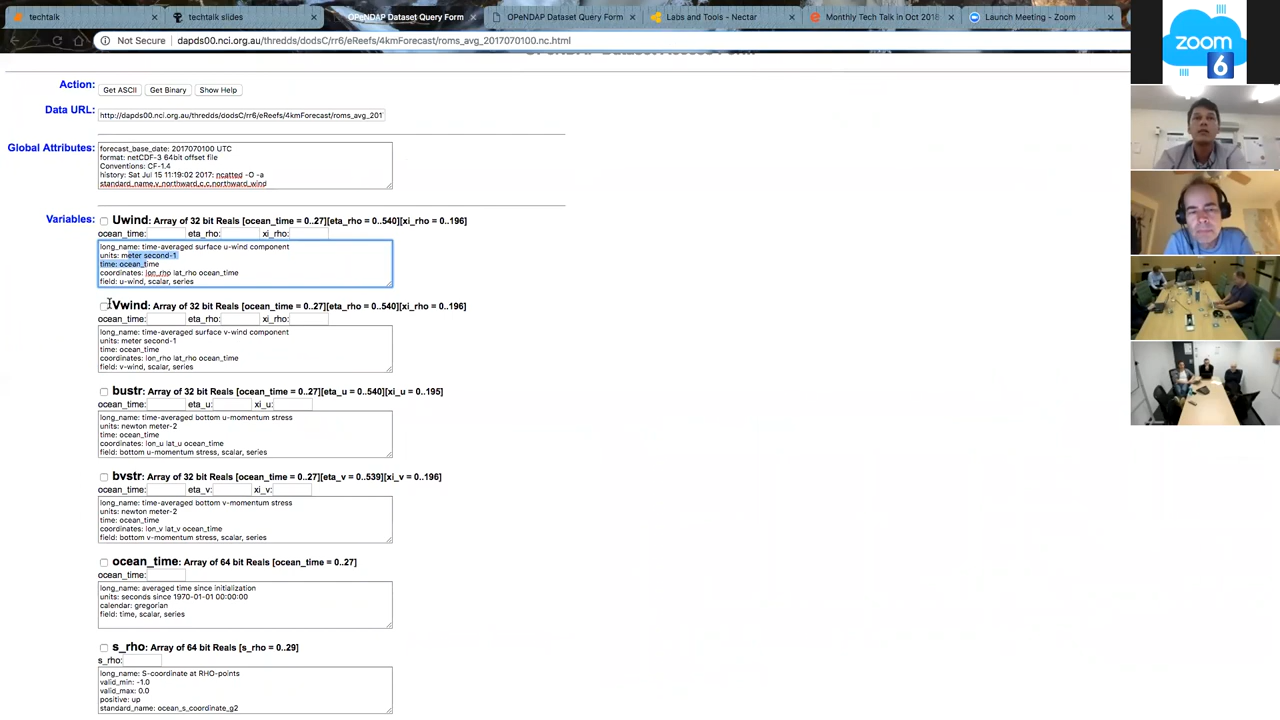 techtalk
techtalk slides
OPeNDAP Dataset Query Form
OPeNDAP Dataset Query Form
Labs and Tools - Nectar
Monthly Tech Talk in Oct 2018
Launch Meeting - Zoom
Not Secure
dapds00.nci.org.au/thredds/dodsC/rr6/eReefs/4kmForecast/roms_avg_2017070100.nc.html
zoom
6
Action:
Get ASCII
Get Binary
Show Help
Data URL:
http://dapds00.nci.org.au/thredds/dodsC/rr6/eReefs/4kmForecast/roms_avg_201
Global Attributes:
forecast_base_date: 2017070100 UTC
format: netCDF-3 64bit offset file
Conventions: CF-1.4
history: Sat Jul 15 11:19:02 2017: ncatted -O -a
standard_name,v_northward,c,c,northward_wind
Variables:
Uwind: Array of 32 bit Reals [ocean_time = 0..27][eta_rho = 0..540][xi_rho = 0..196]
ocean_time: eta_rho: xi_rho:
long_name: time-averaged surface u-wind component
units: meter second-1
time: ocean_time
coordinates: lon_rho lat_rho ocean_time
field: u-wind, scalar, series
Vwind: Array of 32 bit Reals [ocean_time = 0..27][eta_rho = 0..540][xi_rho = 0..196]
ocean_time: eta_rho: xi_rho:
long_name: time-averaged surface v-wind component
units: meter second-1
time: ocean_time
coordinates: lon_rho lat_rho ocean_time
field: v-wind, scalar, series
bustr: Array of 32 bit Reals [ocean_time = 0..27][eta_u = 0..540][xi_u = 0..195]
ocean_time: eta_u: xi_u:
long_name: time-averaged bottom u-momentum stress
units: newton meter-2
time: ocean_time
coordinates: lon_u lat_u ocean_time
field: bottom u-momentum stress, scalar, series
bvstr: Array of 32 bit Reals [ocean_time = 0..27][eta_v = 0..539][xi_v = 0..196]
ocean_time: eta_v: xi_v:
long_name: time-averaged bottom v-momentum stress
units: newton meter-2
time: ocean_time
coordinates: lon_v lat_v ocean_time
field: bottom v-momentum stress, scalar, series
ocean_time: Array of 64 bit Reals [ocean_time = 0..27]
ocean_time:
long_name: averaged time since initialization
units: seconds since 1970-01-01 00:00:00
calendar: gregorian
field: time, scalar, series
s_rho: Array of 64 bit Reals [s_rho = 0..29]
s_rho:
long_name: S-coordinate at RHO-points
valid_min: -1.0
valid_max: 0.0
positive: up
standard_name: ocean_s_coordinate_g2